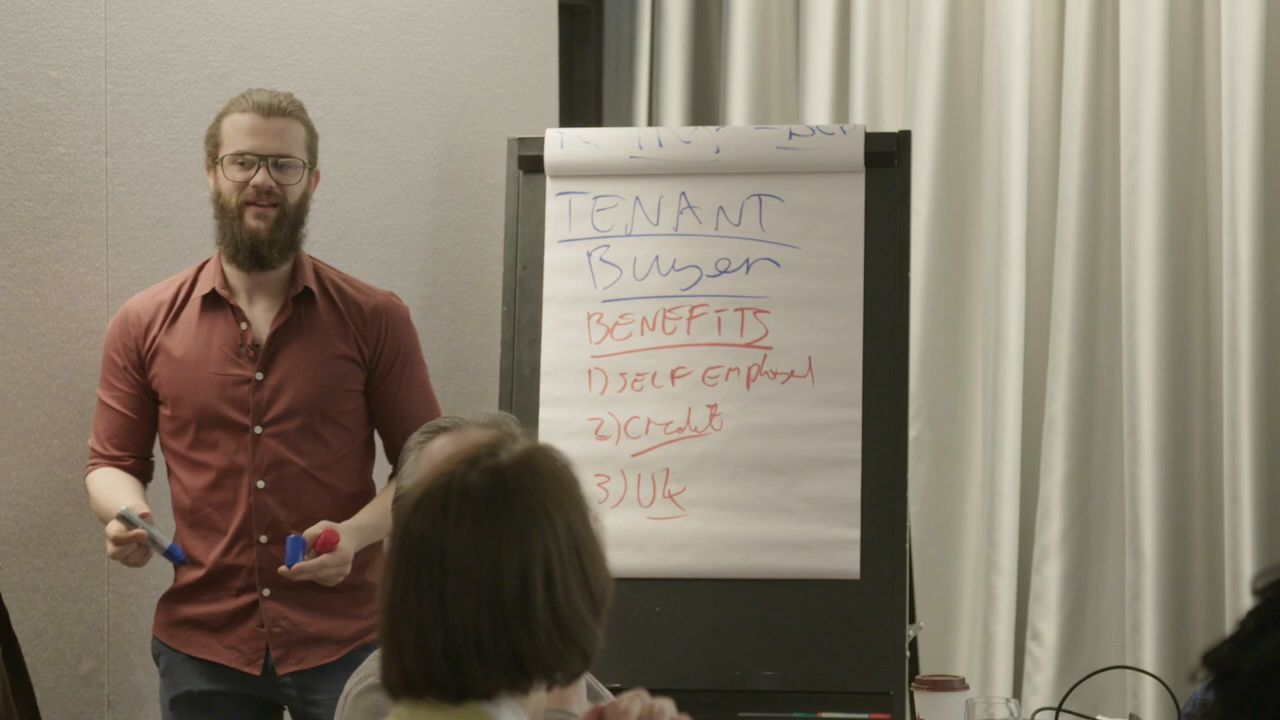 TENANT
Buyer
BENEFITS
1) SELF EMployed
2) Credit
3) UK